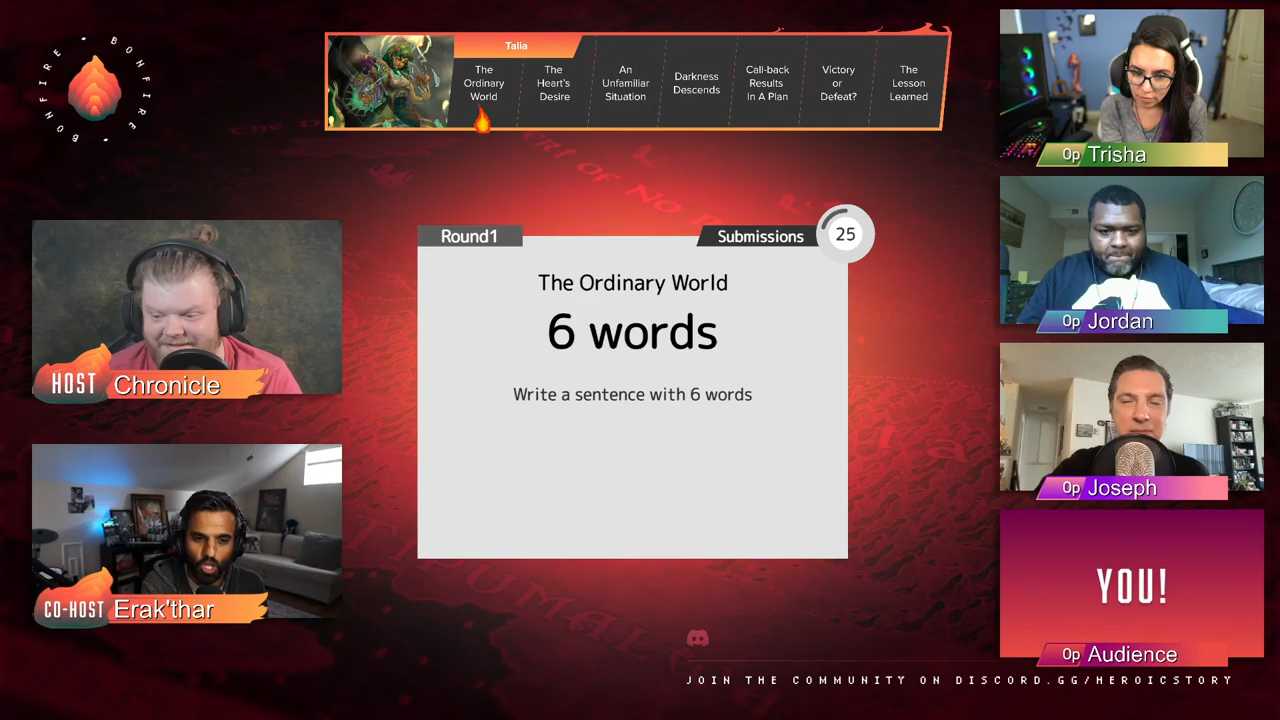 BONFIRE · BONFIRE ·
Talia
The
Ordinary
World
The
Heart's
Desire
An
Unfamiliar
Situation
Darkness
Descends
Call-back
Results
In A Plan
Victory
or
Defeat?
The
Lesson
Learned
0p Trisha
Round1
Submissions
25
The Ordinary World
6 words
Write a sentence with 6 words
0p Jordan
HOST Chronicle
0p Joseph
CO-HOST Erak'thar
YOU!
0p Audience
JOIN THE COMMUNITY ON DISCORD.GG/HEROICSTORY